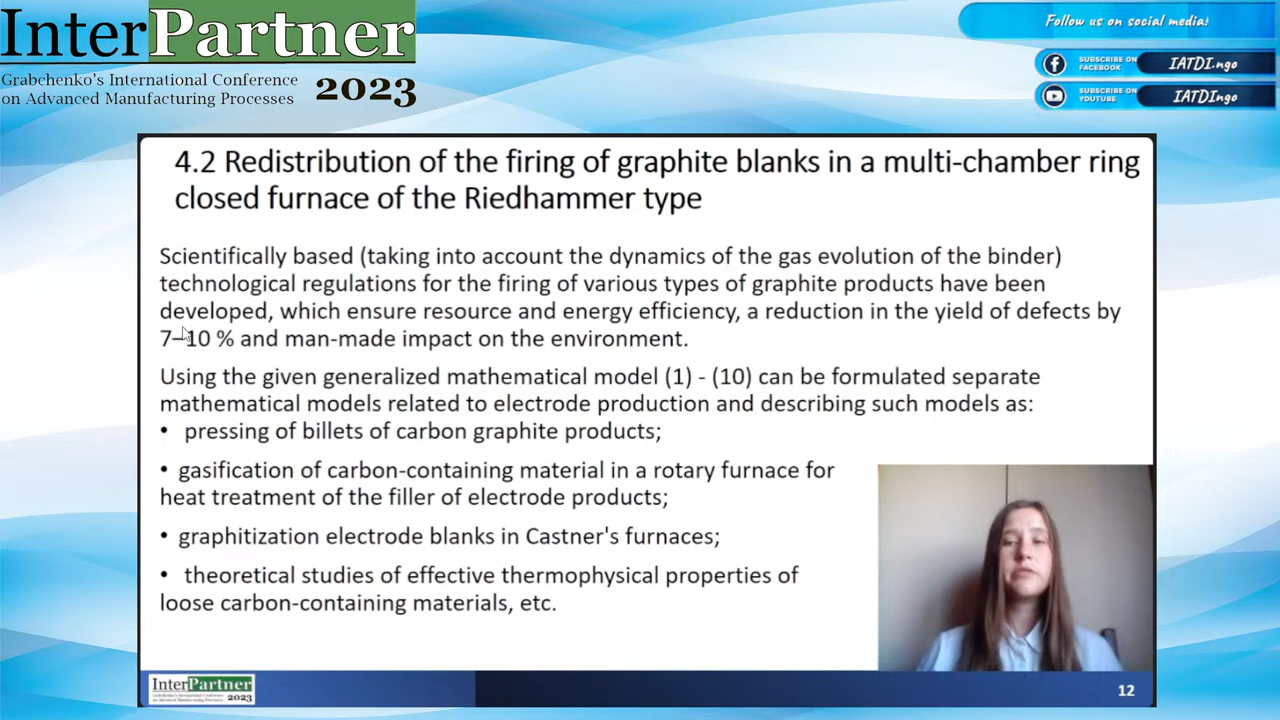 InterPartner
Grabchenko's International Conference
on Advanced Manufacturing Processes
2023
Follow us on social media!
SUBSCRIBE ON
FACEBOOK
IATDI.ngo
SUBSCRIBE ON
YOUTUBE
IATDIngo
4.2 Redistribution of the firing of graphite blanks in a multi-chamber ring
closed furnace of the Riedhammer type
Scientifically based (taking into account the dynamics of the gas evolution of the binder)
technological regulations for the firing of various types of graphite products have been
developed, which ensure resource and energy efficiency, a reduction in the yield of defects by
7–10 % and man-made impact on the environment.
Using the given generalized mathematical model (1) - (10) can be formulated separate
mathematical models related to electrode production and describing such models as:
• pressing of billets of carbon graphite products;
• gasification of carbon-containing material in a rotary furnace for
heat treatment of the filler of electrode products;
• graphitization electrode blanks in Castner's furnaces;
• theoretical studies of effective thermophysical properties of
loose carbon-containing materials, etc.
InterPartner
Grabchenko's International Conference
on Advanced Manufacturing Processes
2023
12